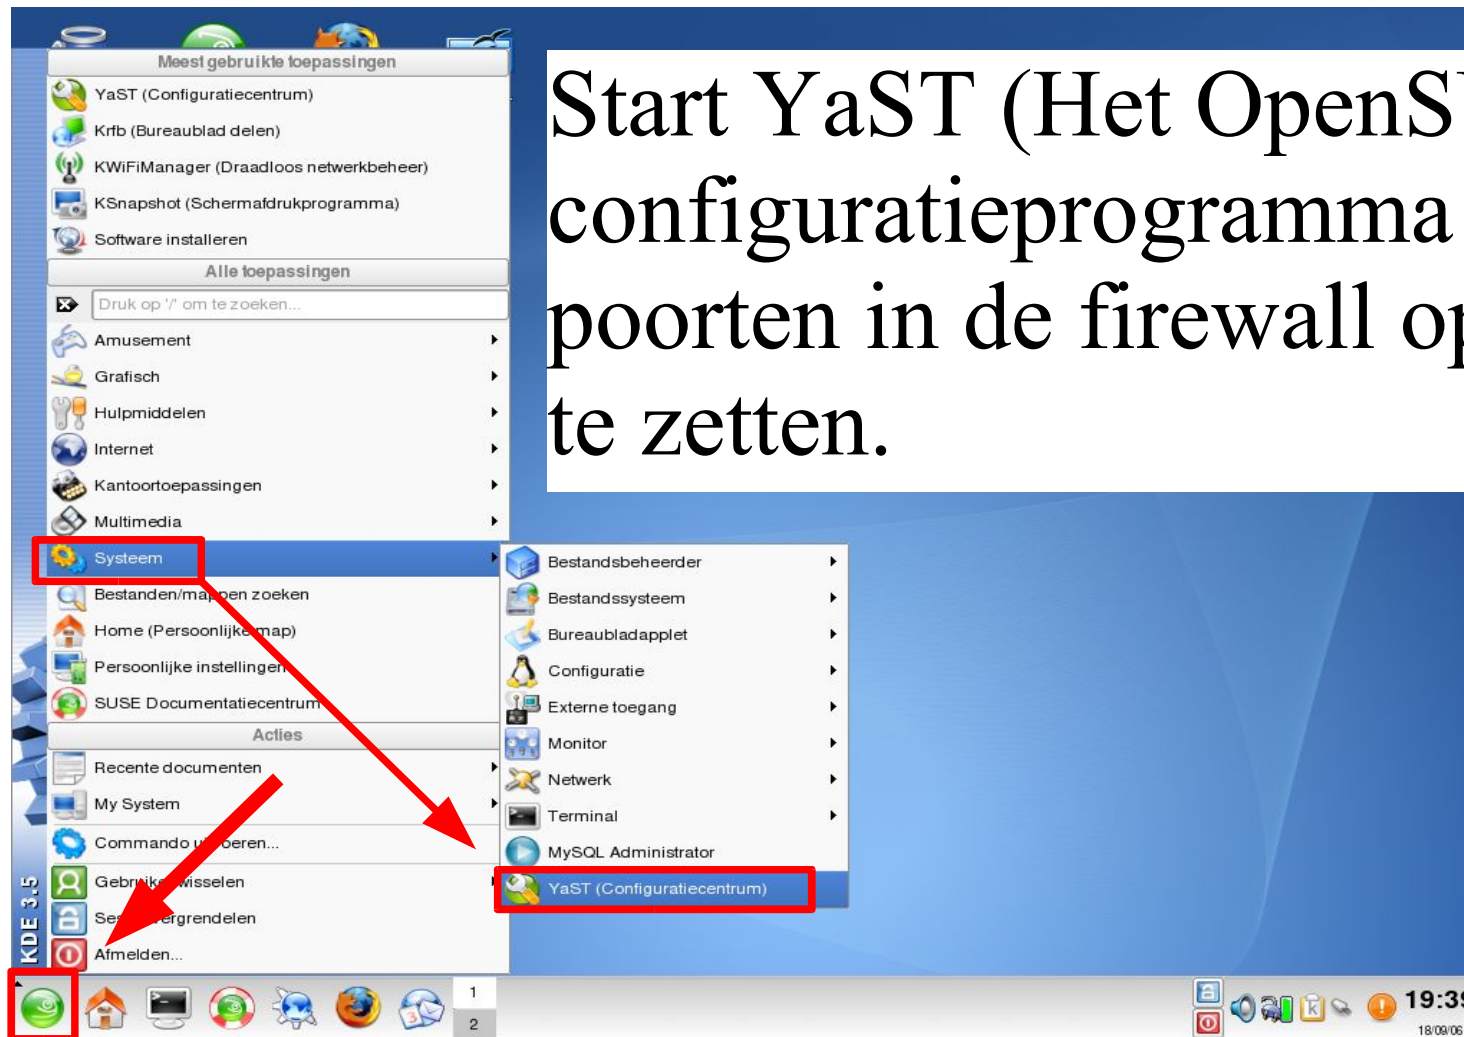 Meest gebruikte toepassingen
YaST (Configuratiecentrum)
Krfb (Bureaublad delen)
KWiFiManager (Draadloos netwerkbeheer)
KSnapshot (Schermafdrukprogramma)
Software installeren
Alle toepassingen
Druk op '/' om te zoeken...
Amusement
Grafisch
Hulpmiddelen
Internet
Kantoortoepassingen
Multimedia
Systeem
Bestanden/mappen zoeken
Home (Persoonlijke map)
Persoonlijke instellingen
SUSE Documentatiecentrum
Acties
Recente documenten
My System
Commando uitvoeren...
Gebruiker wisselen
Sessie vergrendelen
Afmelden...
KDE 3.5
Start YaST (Het OpenS
configuratieprogramma
poorten in de firewall op
te zetten.
Bestandsbeheerder
Bestandssysteem
Bureaubladapplet
Configuratie
Externe toegang
Monitor
Netwerk
Terminal
MySQL Administrator
YaST (Configuratiecentrum)
3
1
2
K
19:39
18/09/06